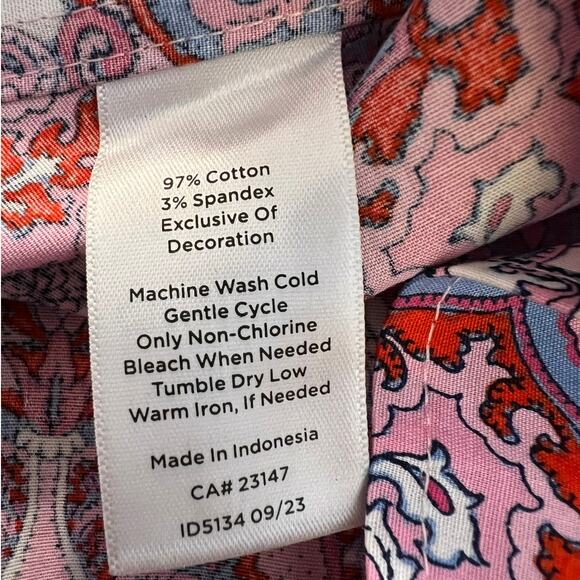 97% Cotton
3% Spandex
Exclusive Of
Decoration
Machine Wash Cold
Gentle Cycle
Only Non-Chlorine
Bleach When Needed
Tumble Dry Low
Warm Iron, If Needed
Made In Indonesia
CA# 23147
ID5134 09/23